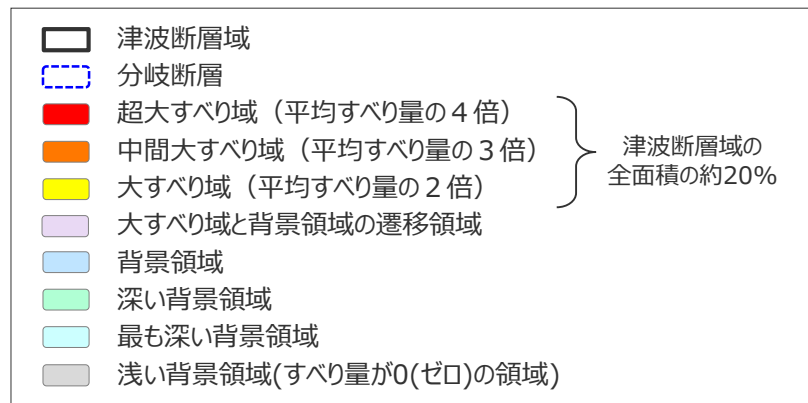 津波断層域
分岐断層
超大すべり域（平均すべり量の４倍）
中間大すべり域（平均すべり量の３倍）
大すべり域（平均すべり量の２倍）
津波断層域の
全面積の約20%
大すべり域と背景領域の遷移領域
背景領域
深い背景領域
最も深い背景領域
浅い背景領域(すべり量が0(ゼロ)の領域)